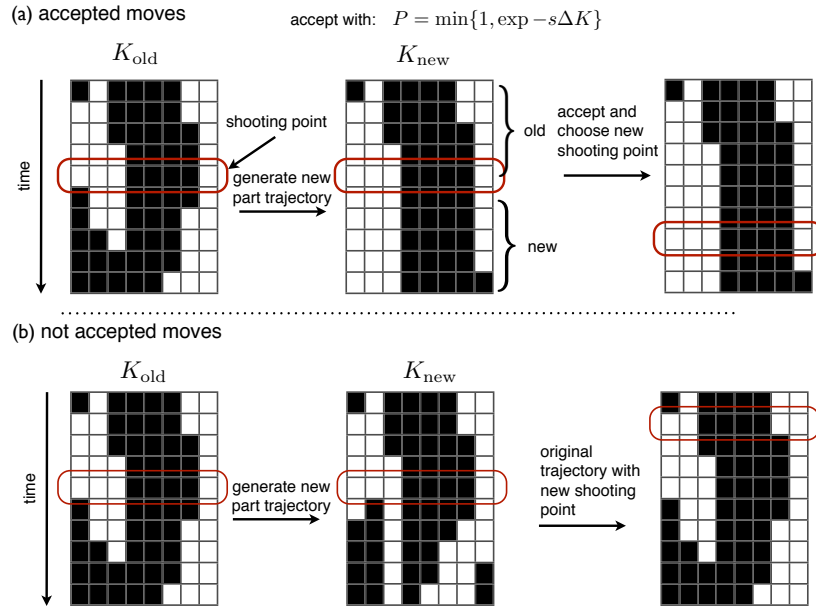 (a) accepted moves
accept with: P = min{1, exp −sΔK}
K_old
K_new
time
shooting point
generate new
part trajectory
old
new
accept and
choose new
shooting point
(b) not accepted moves
K_old
K_new
time
generate new
part trajectory
original
trajectory with
new shooting
point